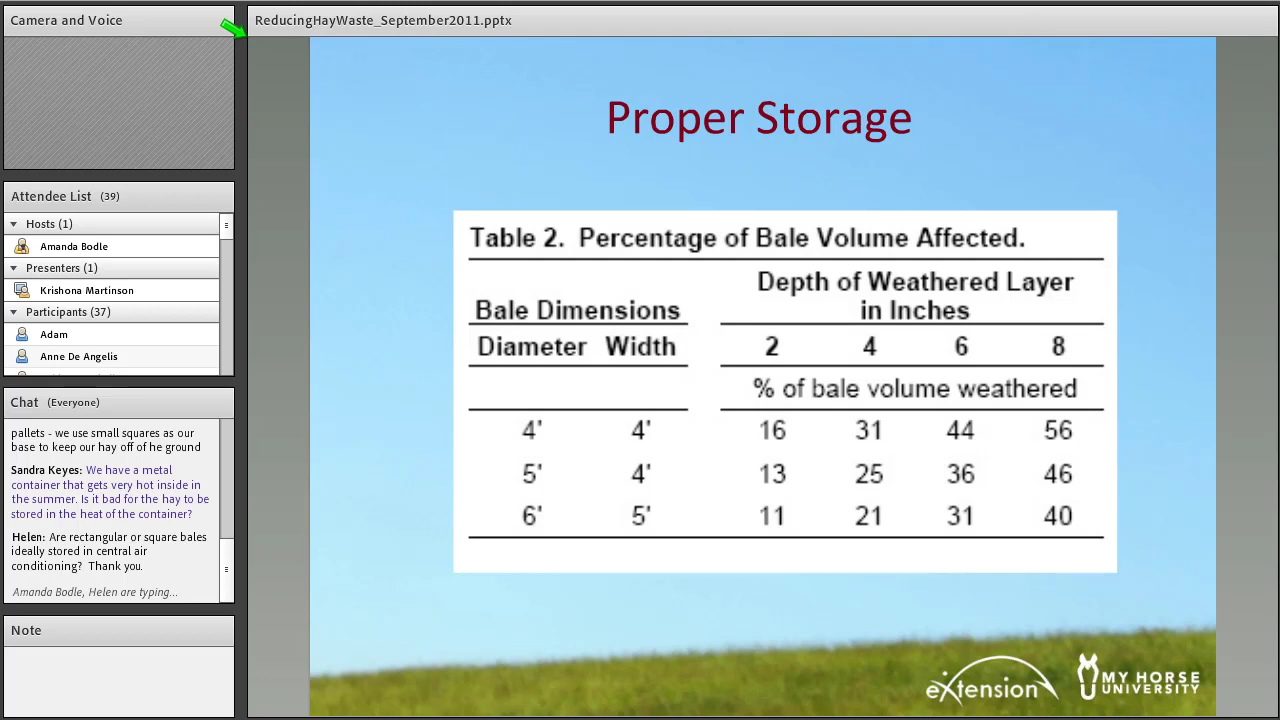 Camera and Voice
Attendee List (39)
Hosts (1)
Amanda Bodle
Presenters (1)
Krishona Martinson
Participants (37)
Adam
Anne De Angelis
Chat (Everyone)
pallets - we use small squares as our
base to keep our hay off of he ground
Sandra Keyes: We have a metal
container that gets very hot inside in
the summer. Is it bad for the hay to be
stored in the heat of the container?
Helen: Are rectangular or square bales
ideally stored in central air
conditioning? Thank you.
Amanda Bodle, Helen are typing...
Note
ReducingHayWaste_September2011.pptx
Proper Storage
Table 2. Percentage of Bale Volume Affected.
Depth of Weathered Layer
Bale Dimensions in Inches
Diameter Width 2 4 6 8
% of bale volume weathered
4' 4' 16 31 44 56
5' 4' 13 25 36 46
6' 5' 11 21 31 40
eXtension
MY HORSE
UNIVERSITY